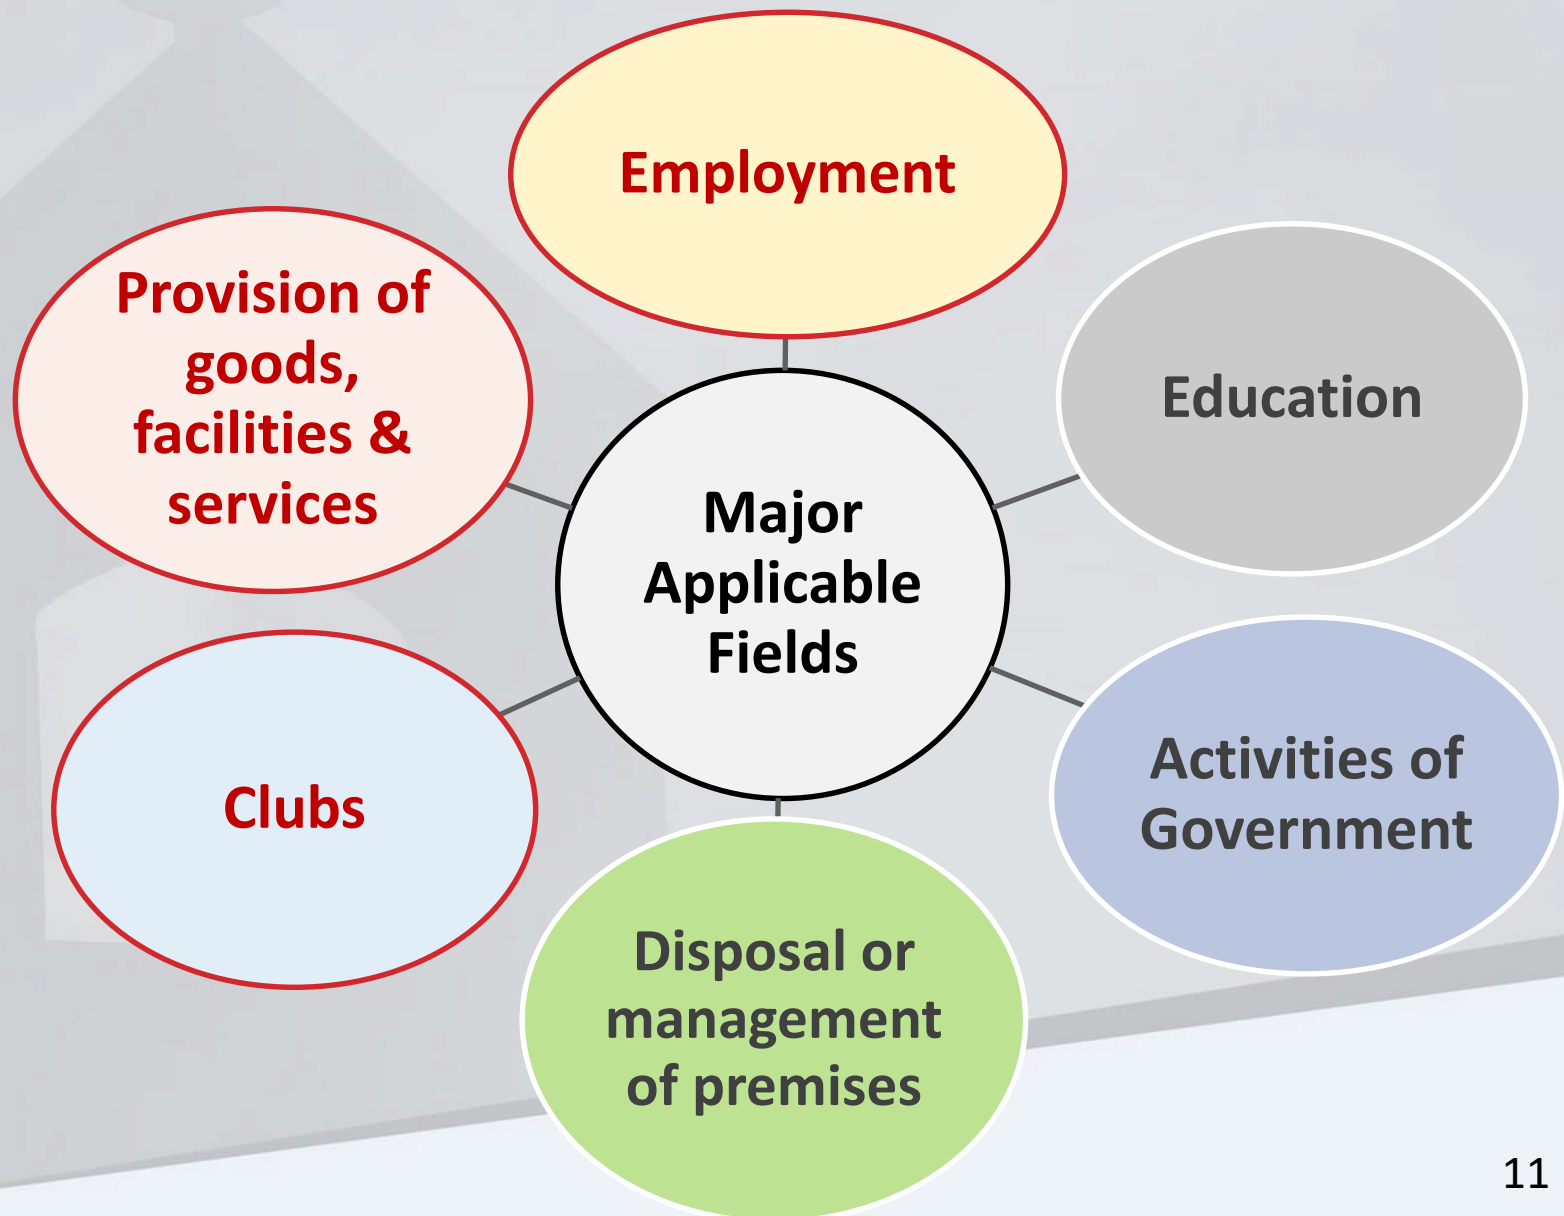 Employment
Provision of
goods,
facilities &
services
Education
Major
Applicable
Fields
Clubs
Activities of
Government
Disposal or
management
of premises
11